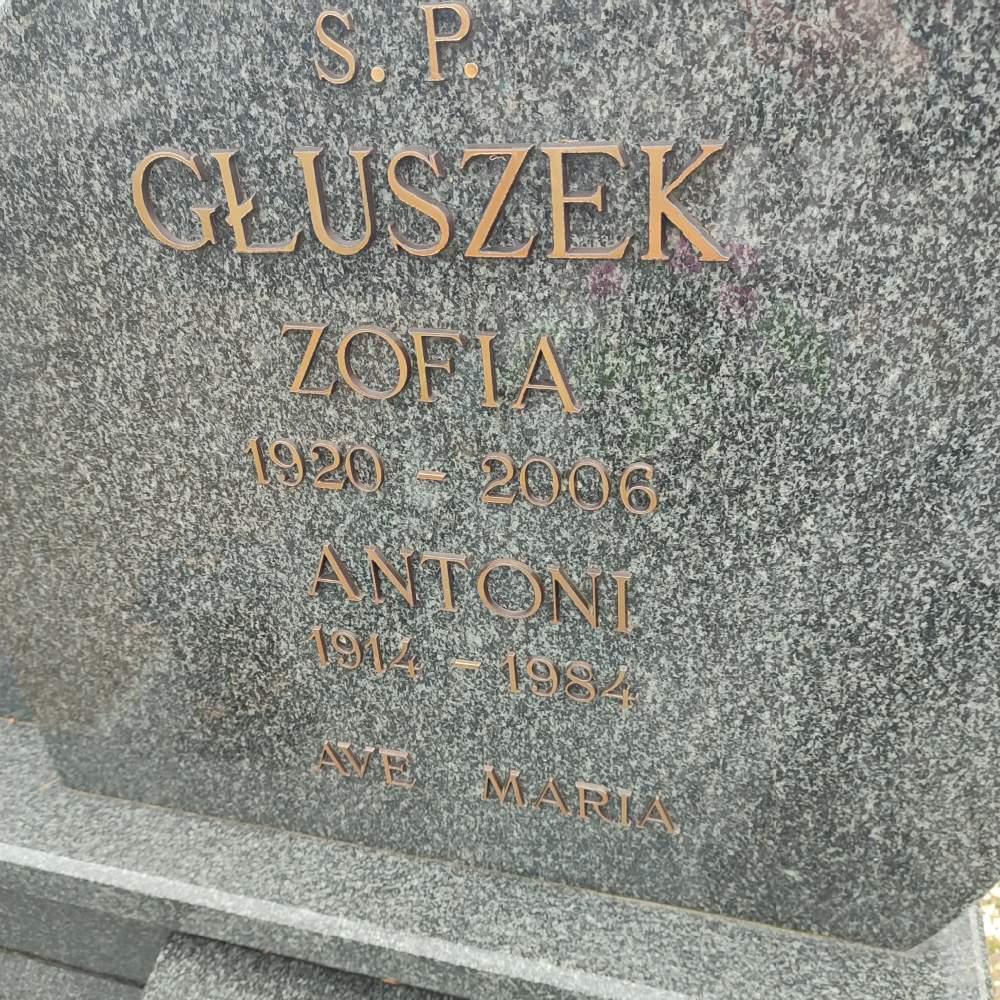 S. P.
GŁUSZEK
ZOFIA
1920 - 2006
ANTONI
1914 - 1984
AVE MARIA